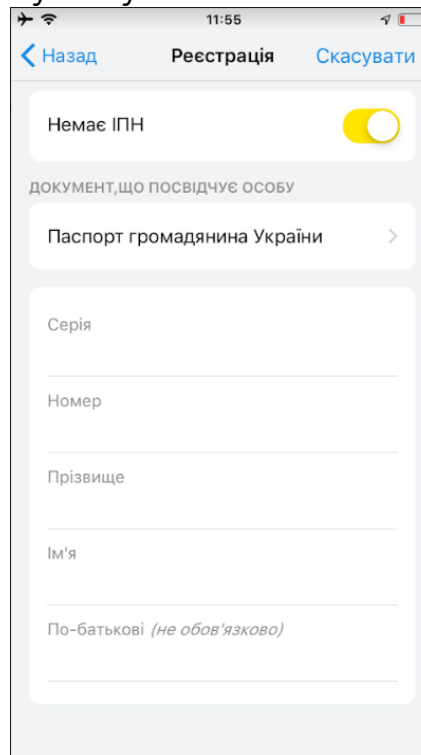 11:55
Назад Реєстрація Скасувати
Немає ІПН
ДОКУМЕНТ,ЩО ПОСВІДЧУЄ ОСОБУ
Паспорт громадянина України
Серія
Номер
Прізвище
Ім'я
По-батькові (не обов'язково)